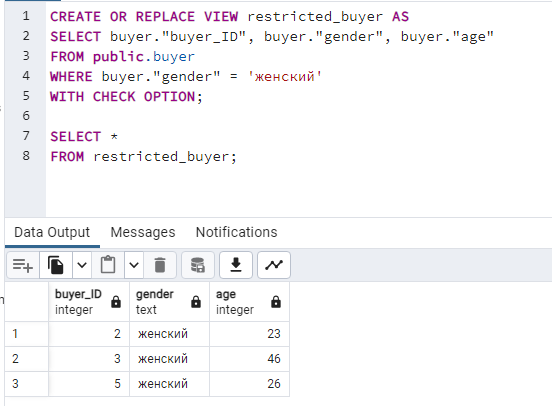 1 CREATE OR REPLACE VIEW restricted_buyer AS
2 SELECT buyer."buyer_ID", buyer."gender", buyer."age"
3 FROM public.buyer
4 WHERE buyer."gender" = 'женский'
5 WITH CHECK OPTION;
6
7 SELECT *
8 FROM restricted_buyer;
Data Output Messages Notifications
buyer_ID gender age
integer text integer
1 2 женский 23
2 3 женский 46
3 5 женский 26